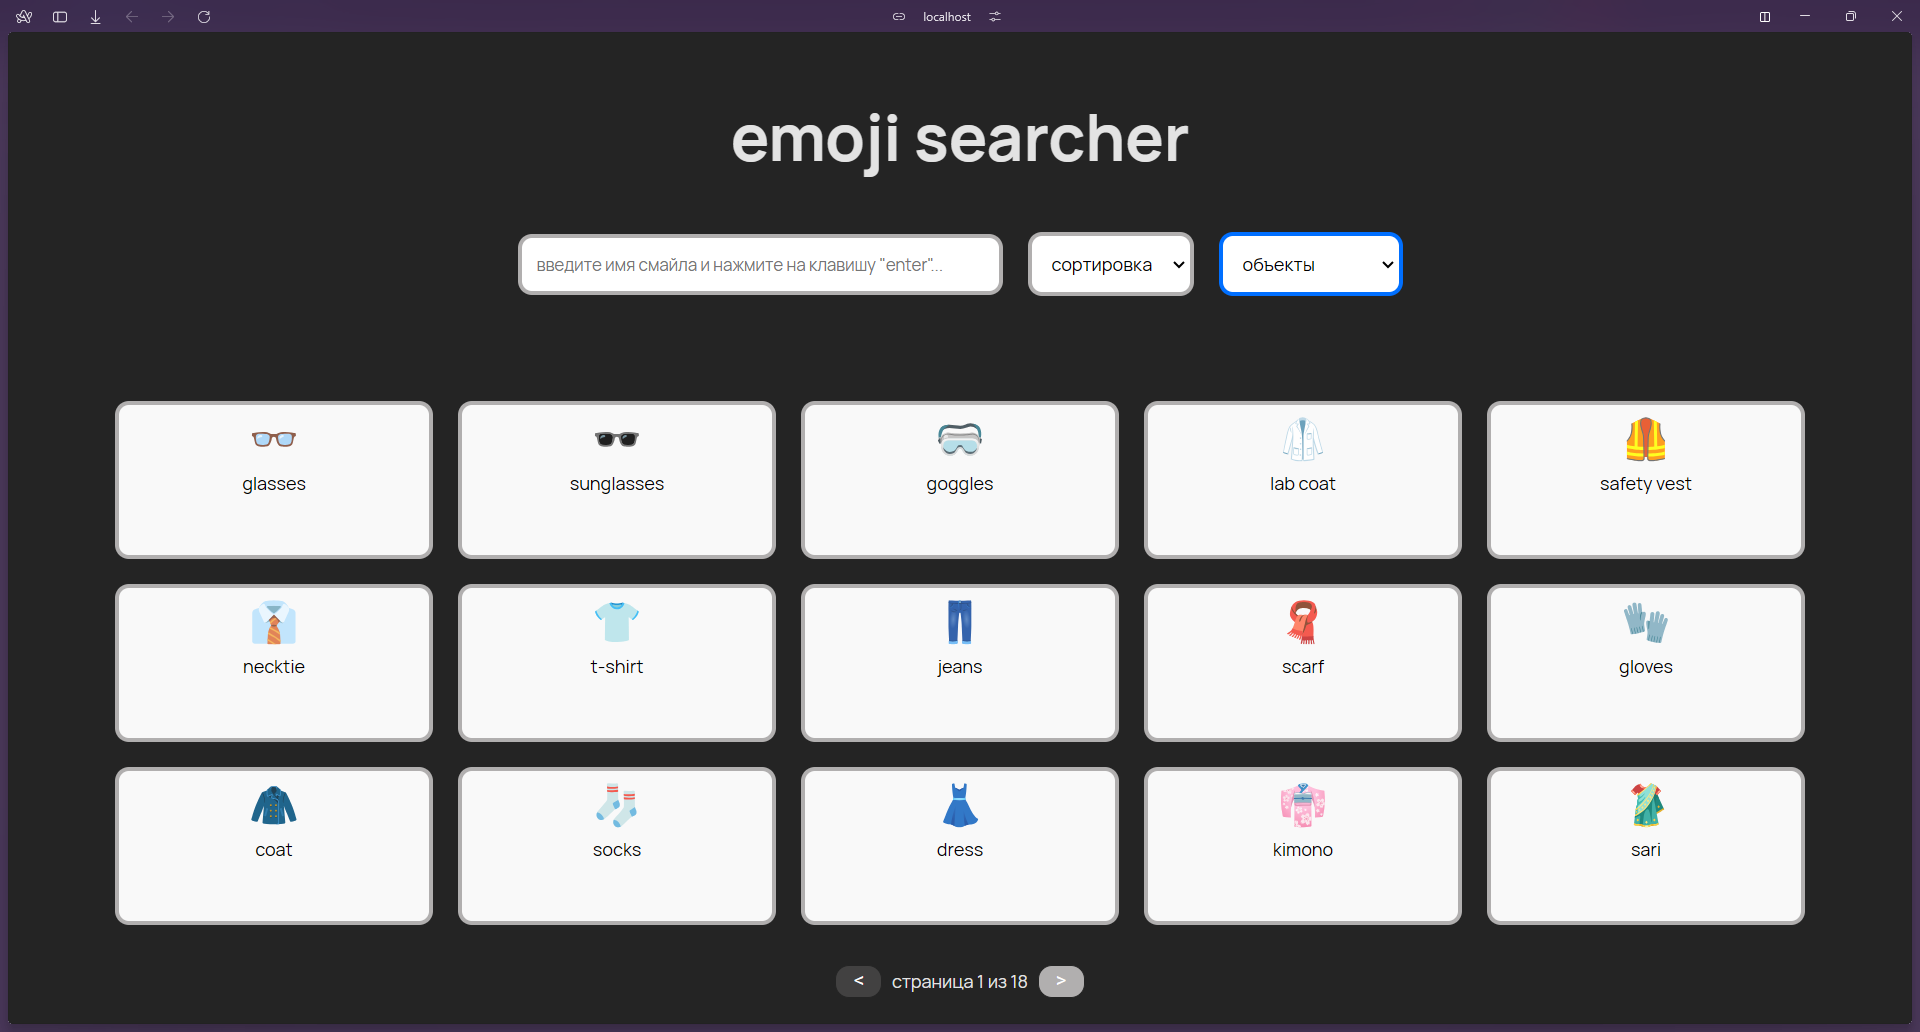 localhost
emoji searcher
введите имя смайла и нажмите на клавишу "enter"...
сортировка
объекты
glasses
sunglasses
goggles
lab coat
safety vest
necktie
t-shirt
jeans
scarf
gloves
coat
socks
dress
kimono
sari
< страница 1 из 18 >